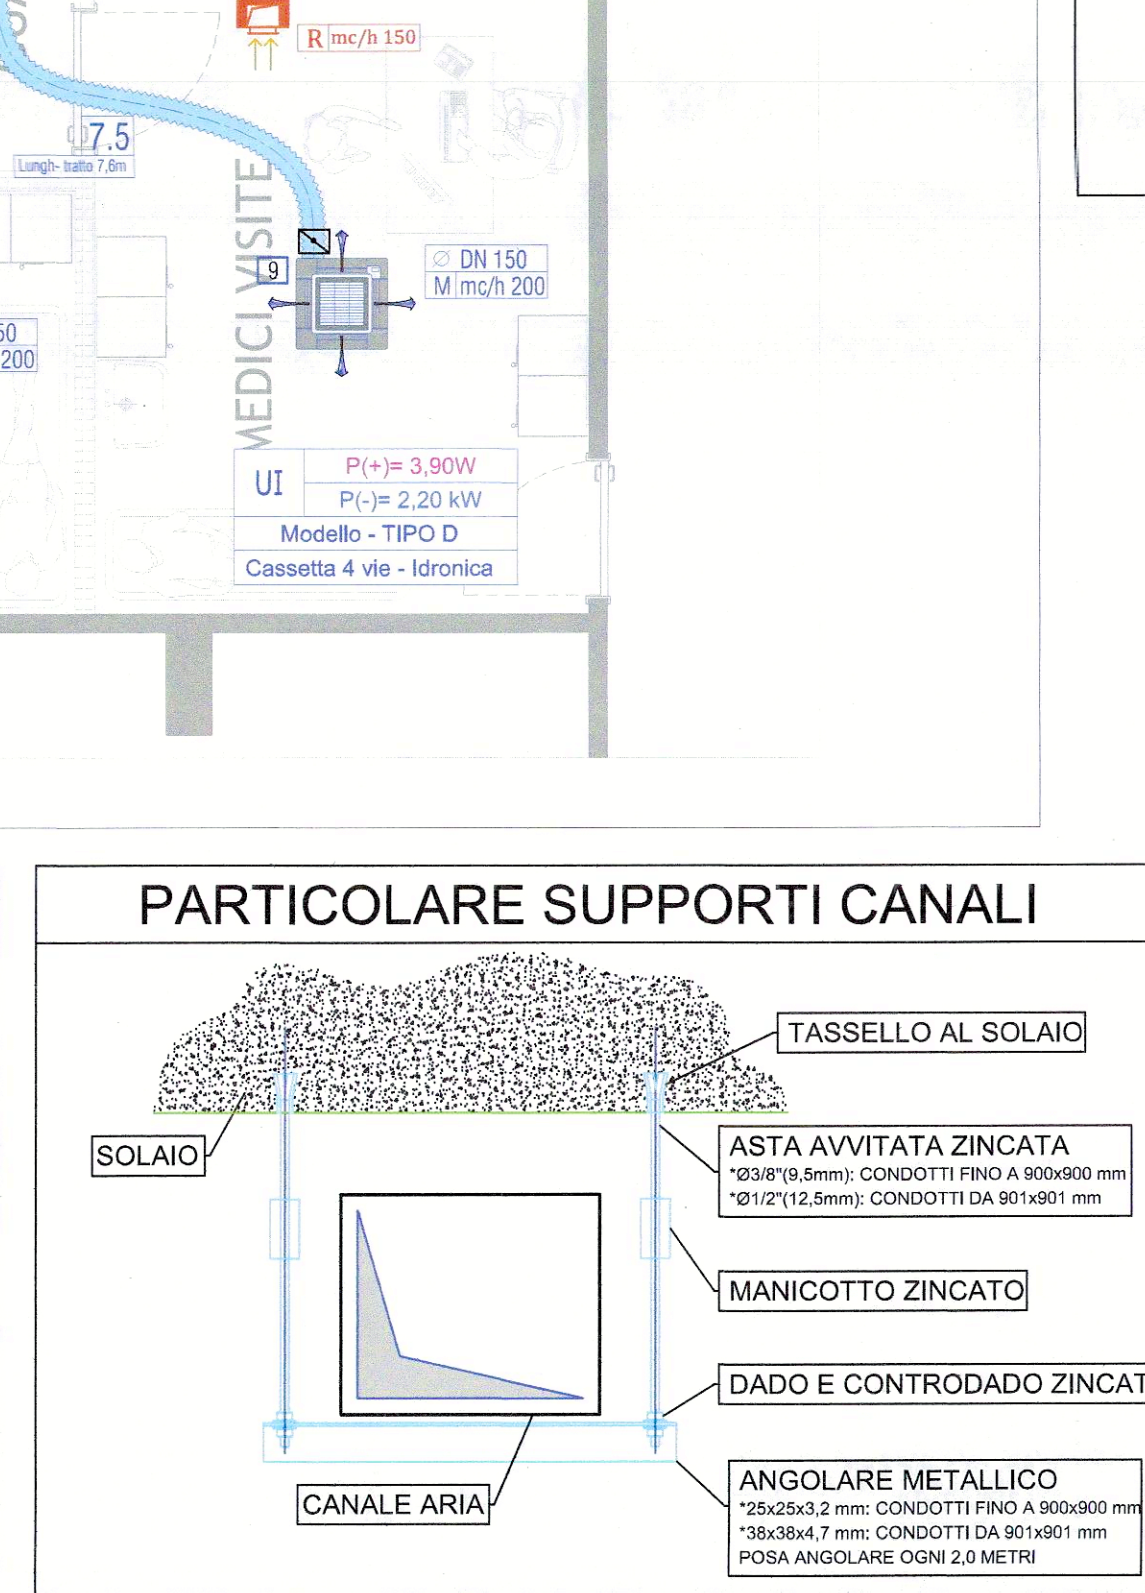 R mc/h 150
7.5
Lungh- tratto 7,6m
MEDICI VISITE
9
∅ DN 150
M mc/h 200
50
200
UI
P(+)= 3,90W
P(-)= 2,20 kW
Modello - TIPO D
Cassetta 4 vie - Idronica
PARTICOLARE SUPPORTI CANALI
TASSELLO AL SOLAIO
SOLAIO
ASTA AVVITATA ZINCATA
*Ø3/8"(9,5mm): CONDOTTI FINO A 900x900 mm
*Ø1/2"(12,5mm): CONDOTTI DA 901x901 mm
MANICOTTO ZINCATO
DADO E CONTRODADO ZINCAT
CANALE ARIA
ANGOLARE METALLICO
*25x25x3,2 mm: CONDOTTI FINO A 900x900 mm
*38x38x4,7 mm: CONDOTTI DA 901x901 mm
POSA ANGOLARE OGNI 2,0 METRI